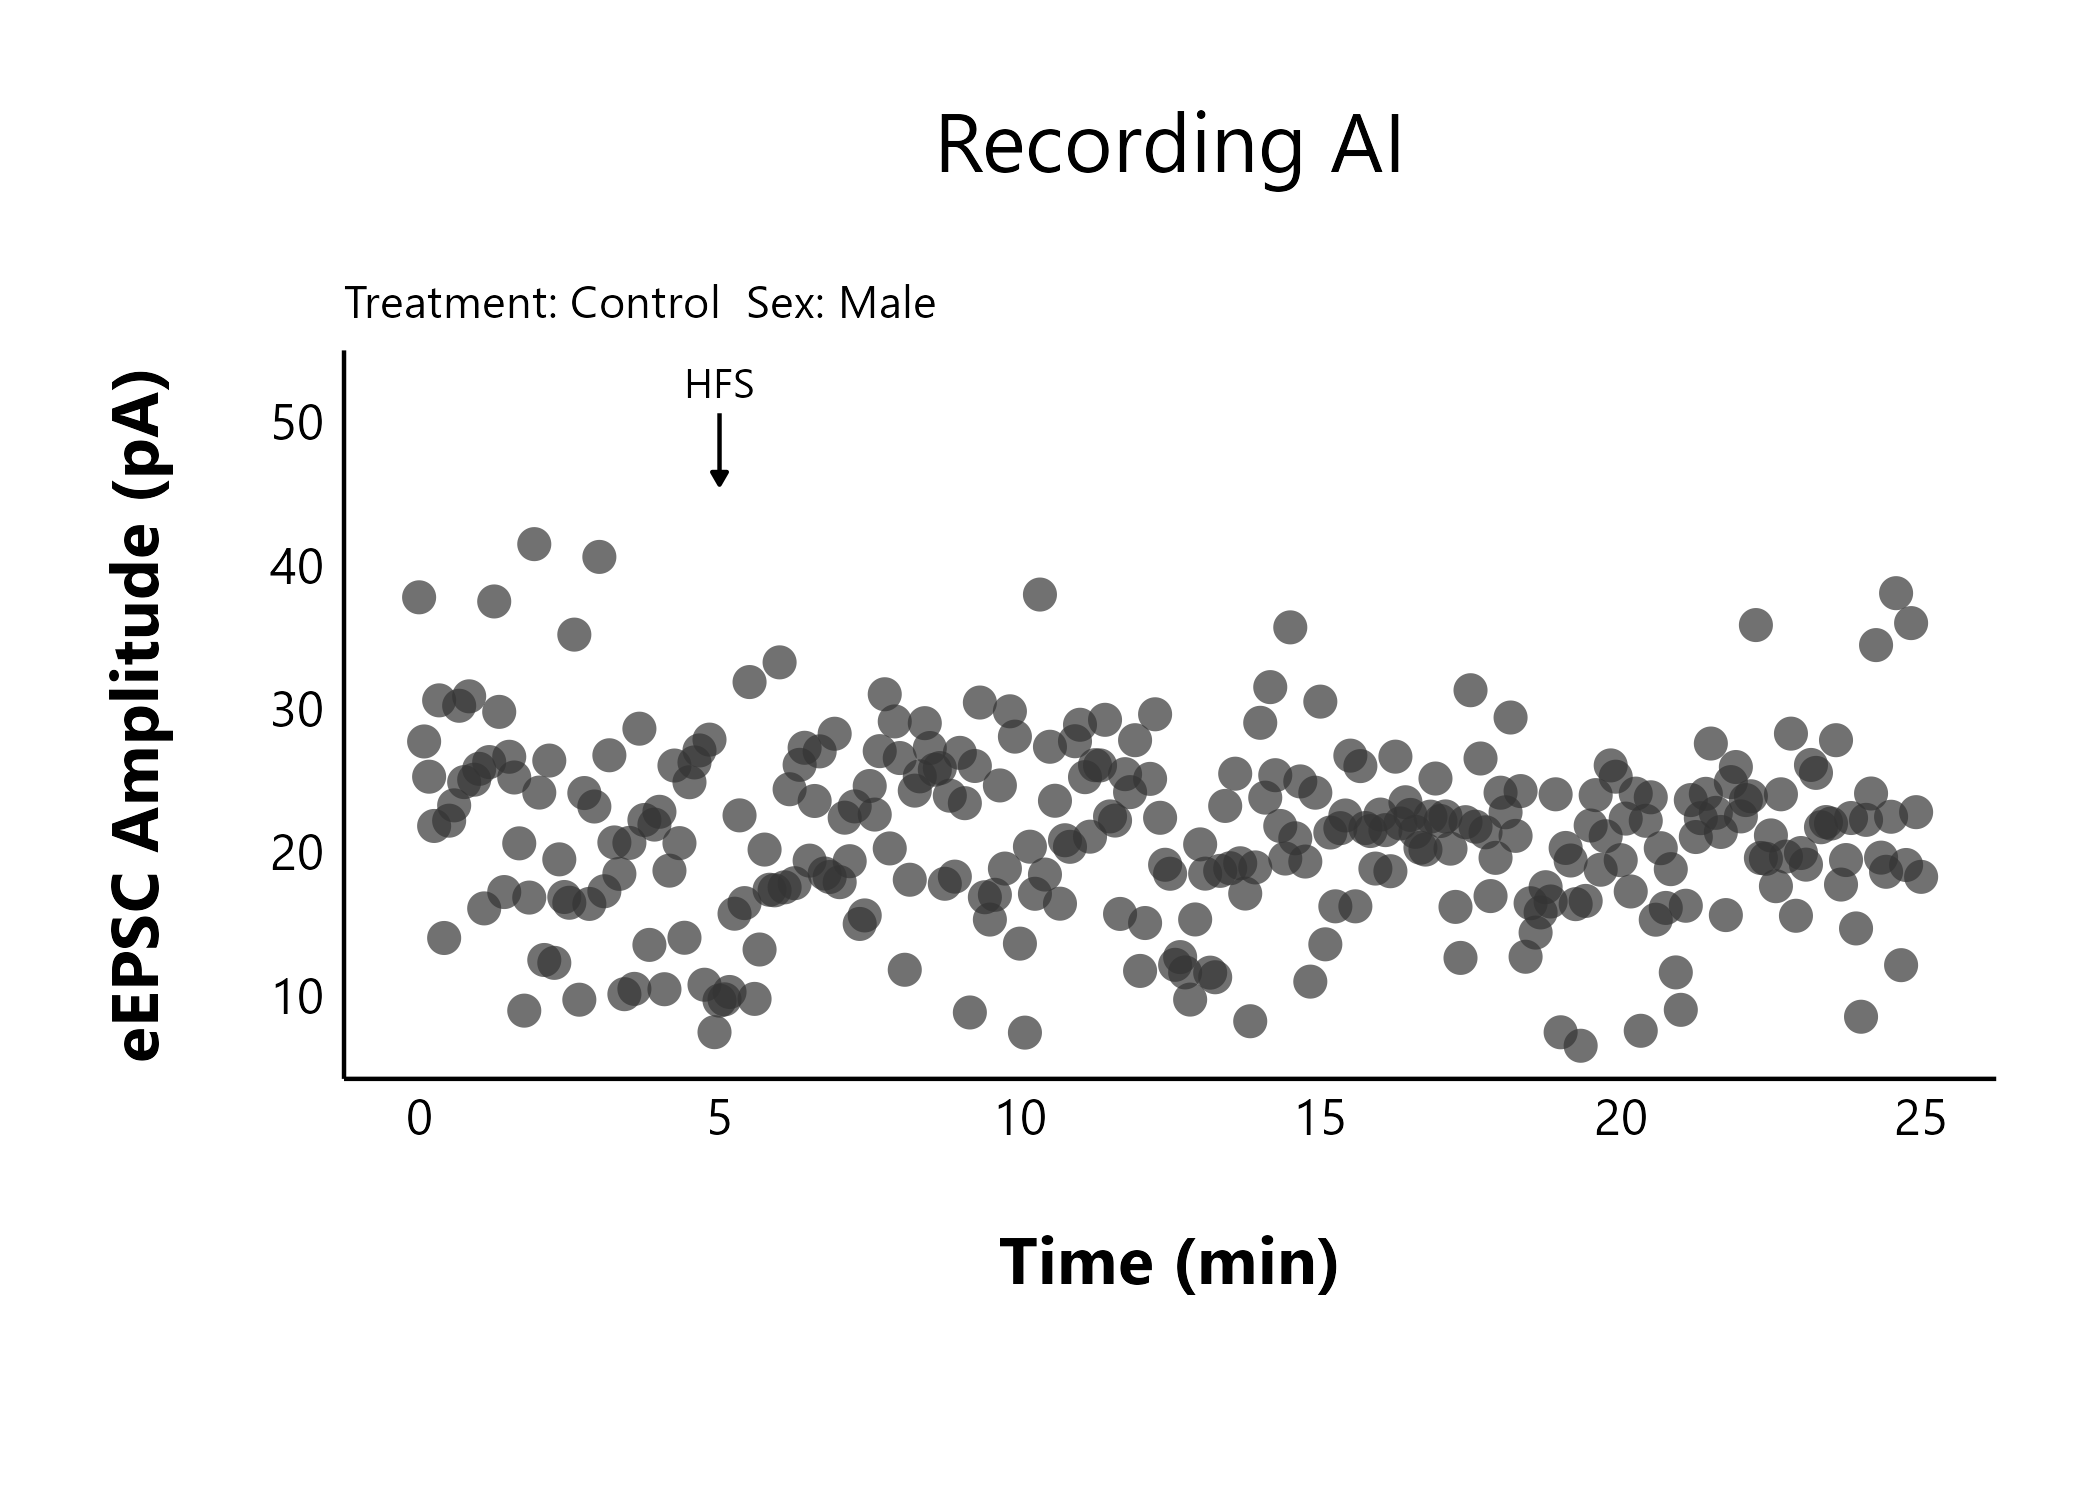 Recording AI
Treatment: Control  Sex: Male
HFS
eEPSC Amplitude (pA)
50
40
30
20
10
0 5 10 15 20 25
Time (min)